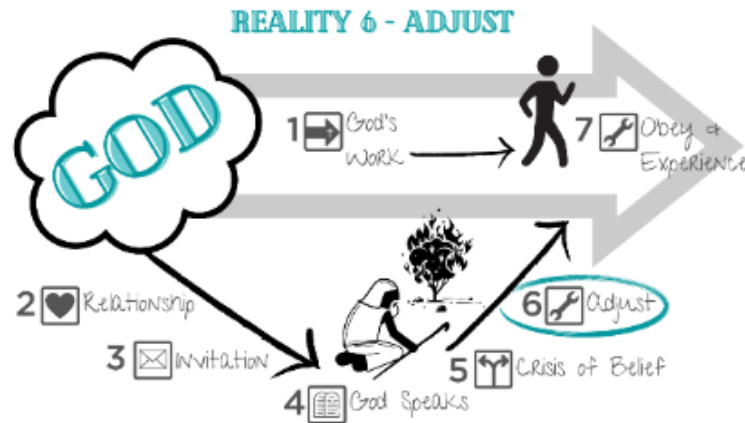 REALITY 6 - ADJUST
GOD
1 God's
Work
7 Obey &
Experience
2 Relationship
3 Invitation
4 God Speaks
5 Crisis of Belief
6 Adjust